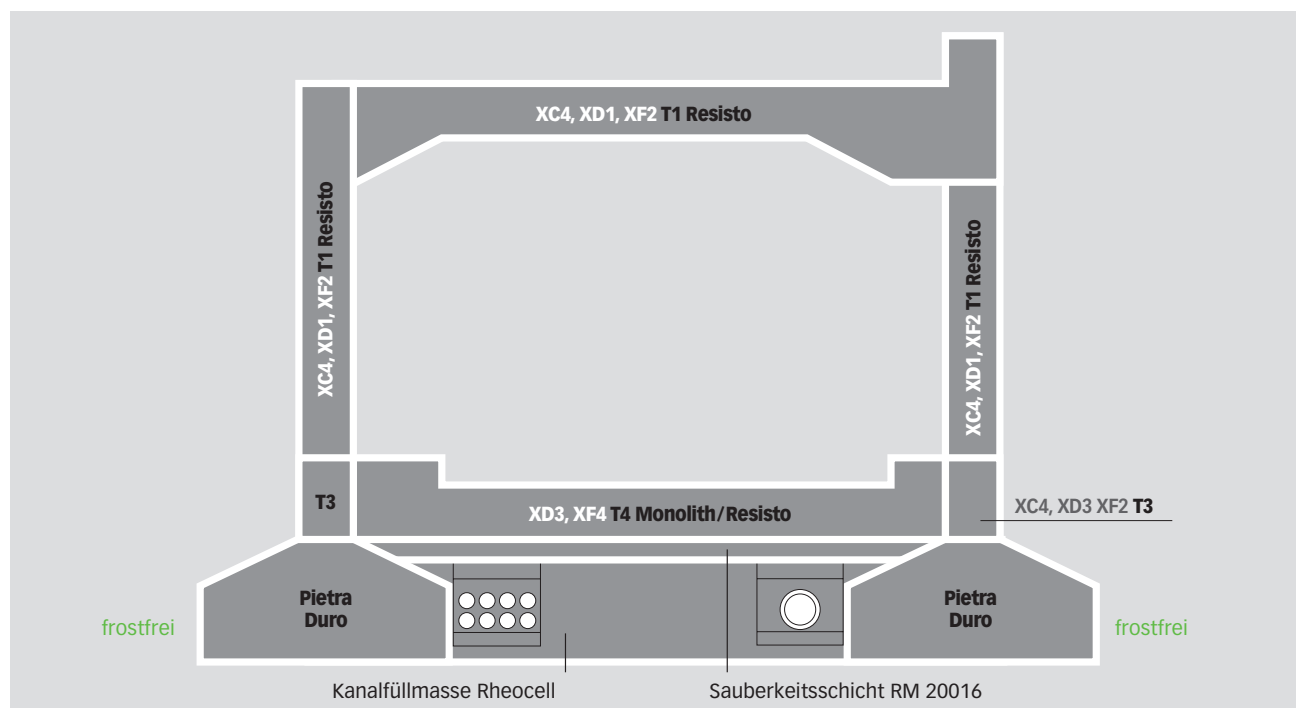 XC4, XD1, XF2 T1 Resisto
XC4, XD1, XF2 T1 Resisto
XC4, XD1, XF2 T1 Resisto
T3
XD3, XF4 T4 Monolith/Resisto
XC4, XD3 XF2 T3
Pietra
Duro
Pietra
Duro
frostfrei
frostfrei
Kanalfüllmasse Rheocell
Sauberkeitsschicht RM 20016